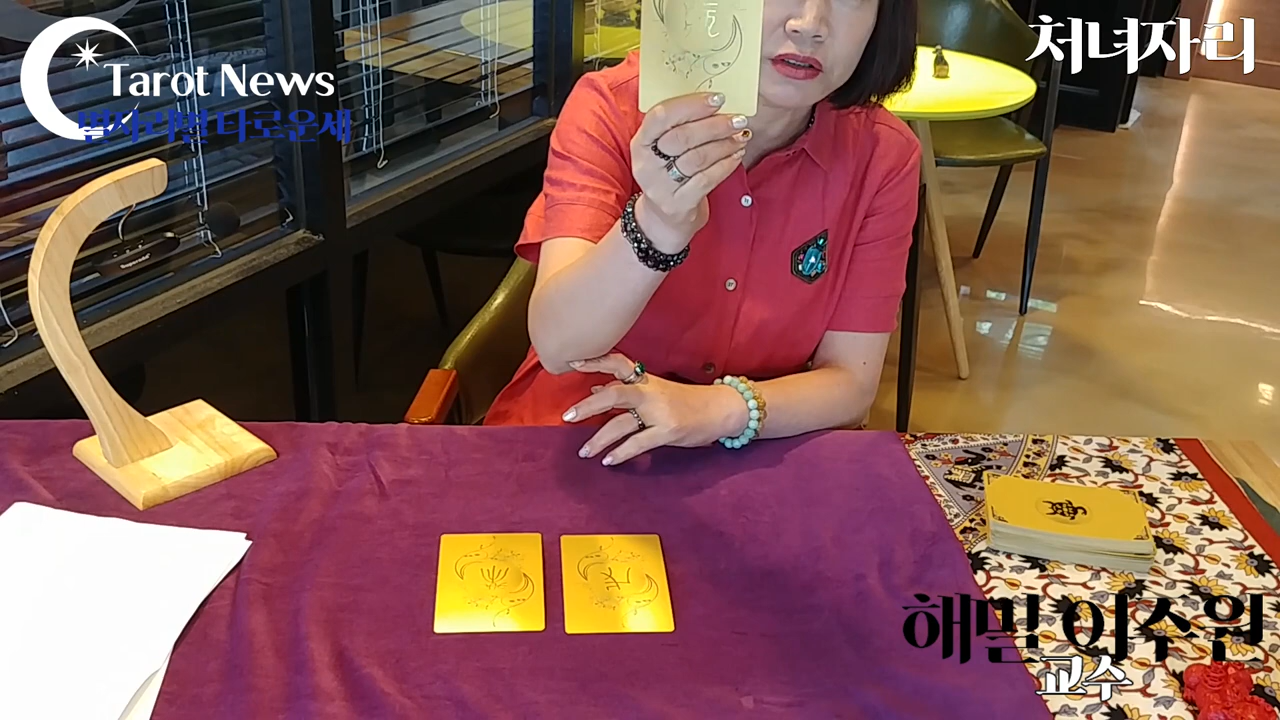 Tarot News
별자리별 타로운세
처녀자리
해밀 이수원
교수